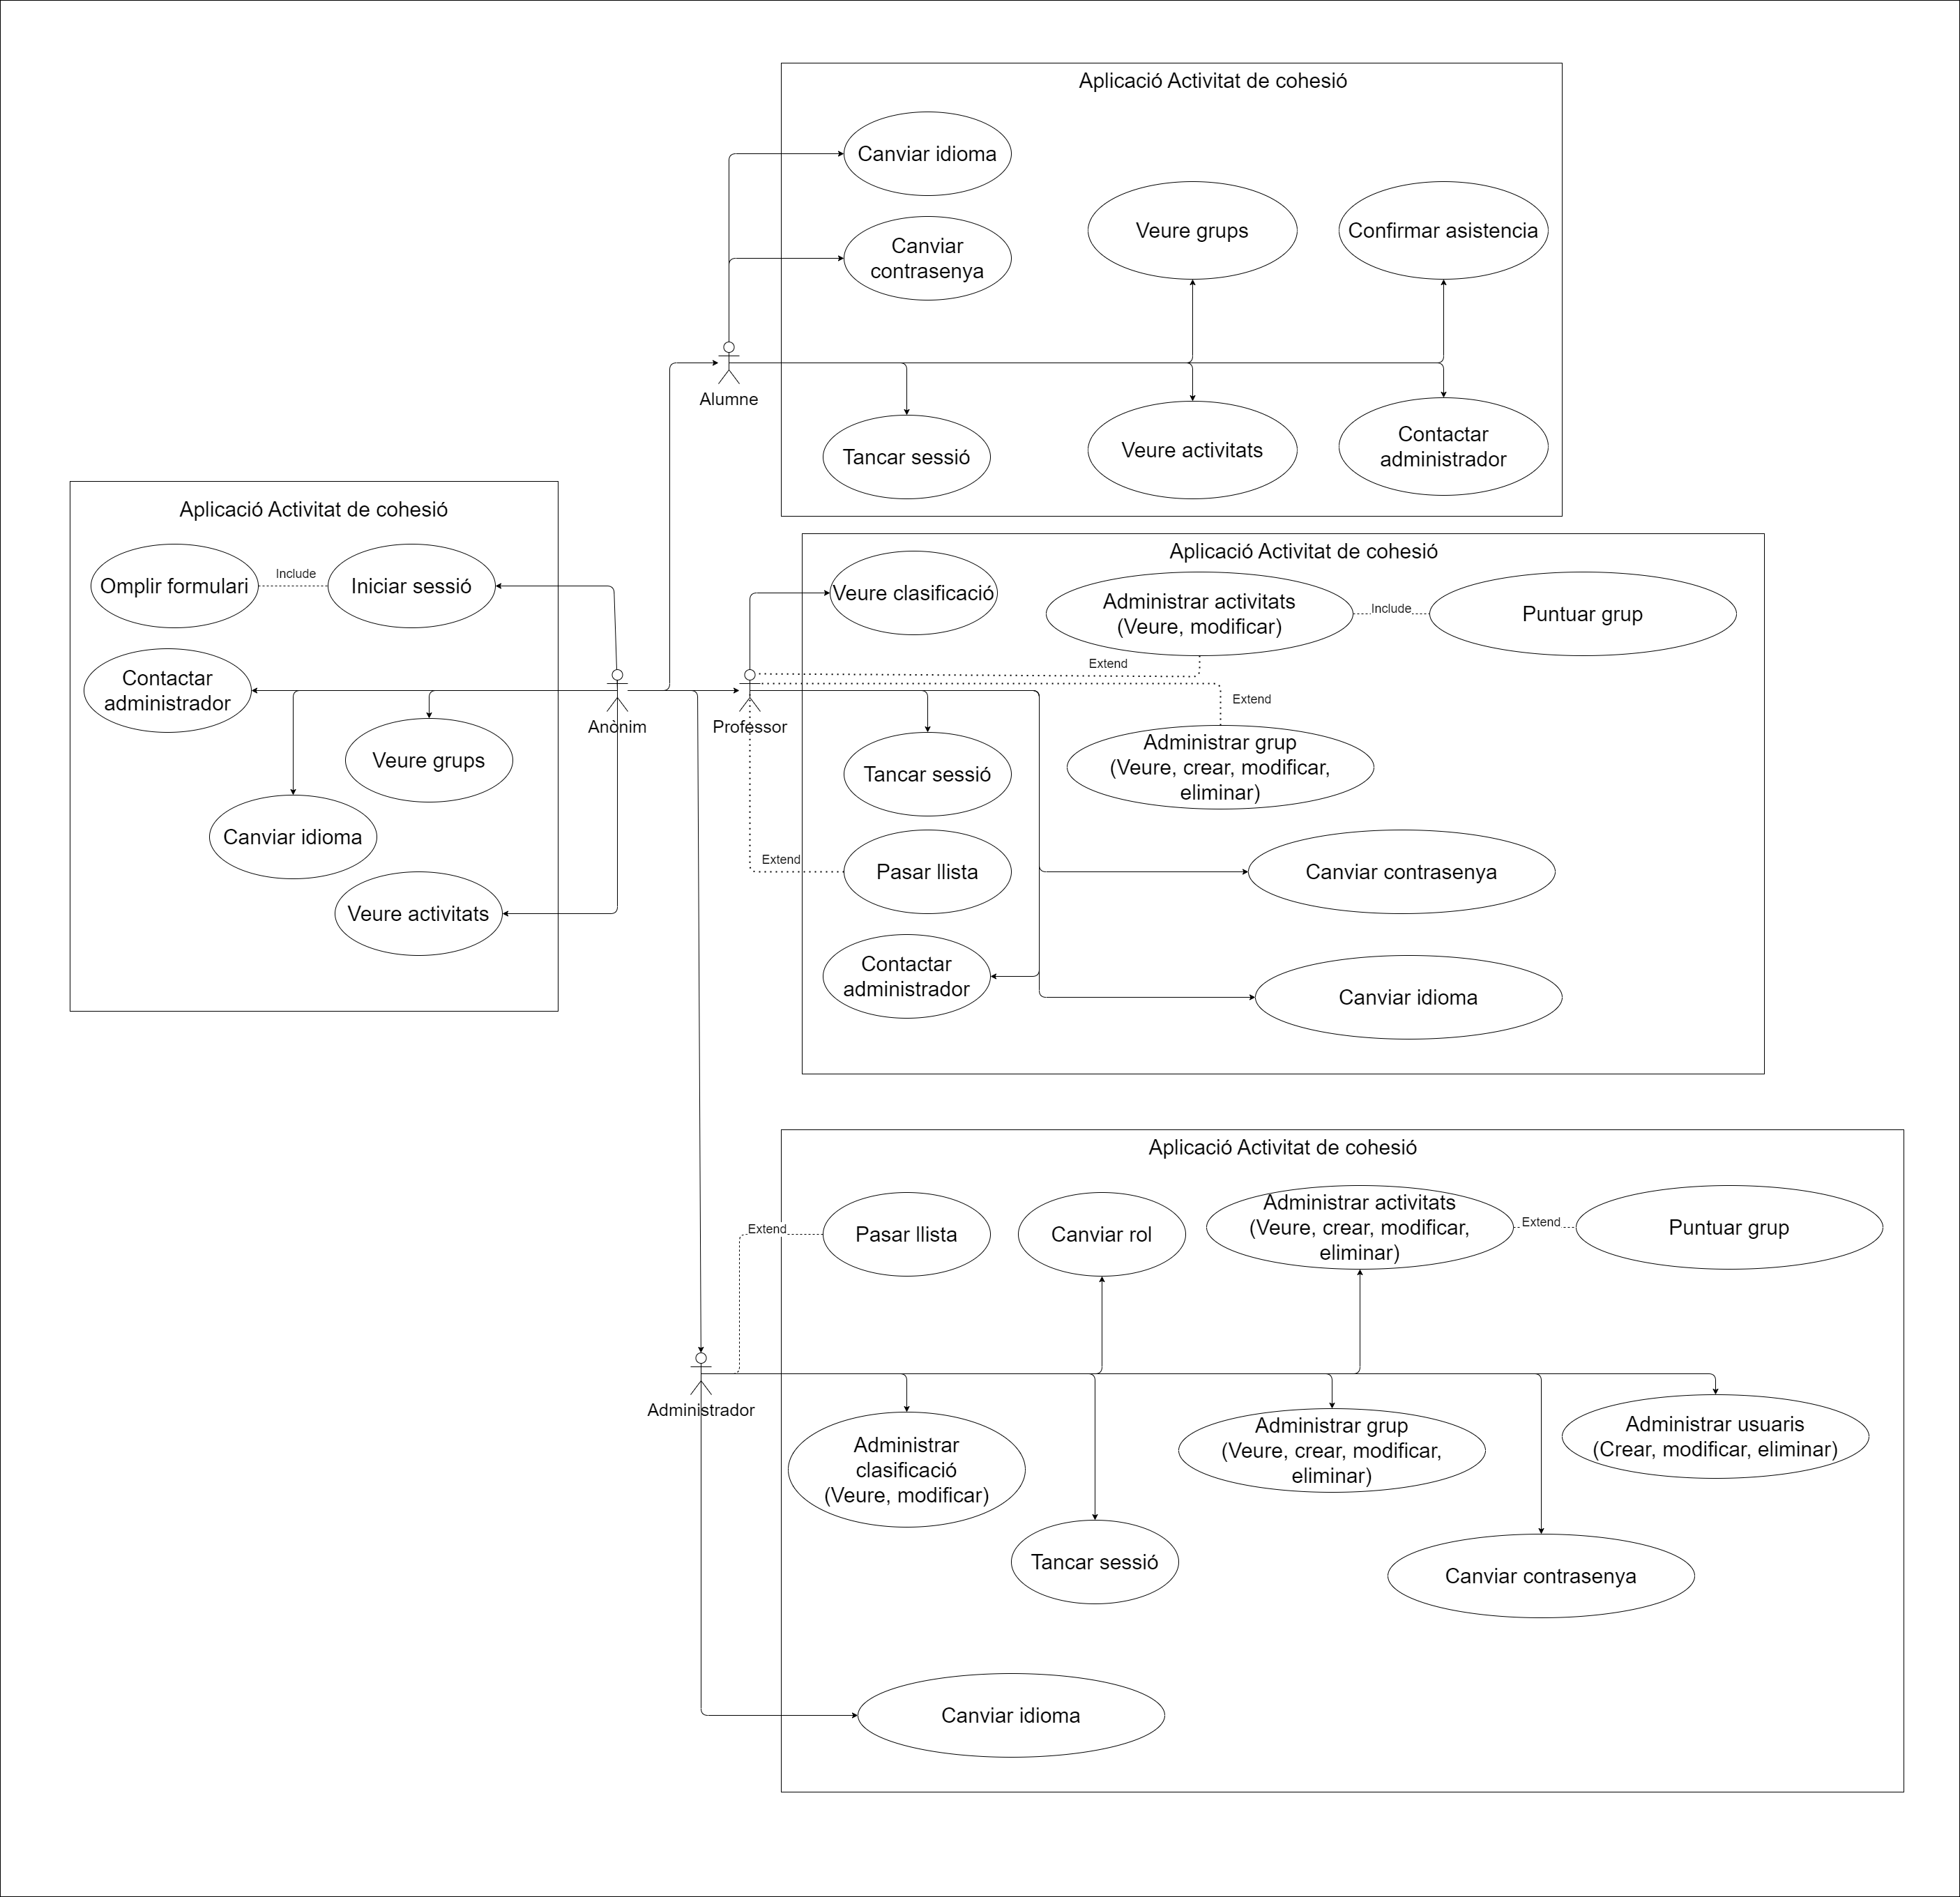 Aplicació Activitat de cohesió
Canviar idioma
Canviar
contrasenya
Veure grups
Confirmar asistencia
Alumne
Tancar sessió
Veure activitats
Contactar
administrador
Aplicació Activitat de cohesió
Omplir formulari
Include
Iniciar sessió
Contactar
administrador
Veure grups
Canviar idioma
Veure activitats
Anònim
Aplicació Activitat de cohesió
Veure clasificació
Administrar activitats
(Veure, modificar)
Include
Puntuar grup
Extend
Extend
Professor
Administrar grup
(Veure, crear, modificar,
eliminar)
Tancar sessió
Extend
Pasar llista
Canviar contrasenya
Contactar
administrador
Canviar idioma
Aplicació Activitat de cohesió
Extend
Pasar llista
Canviar rol
Administrar activitats
(Veure, crear, modificar,
eliminar)
Extend
Puntuar grup
Administrador
Administrar
clasificació
(Veure, modificar)
Administrar grup
(Veure, crear, modificar,
eliminar)
Administrar usuaris
(Crear, modificar, eliminar)
Tancar sessió
Canviar contrasenya
Canviar idioma